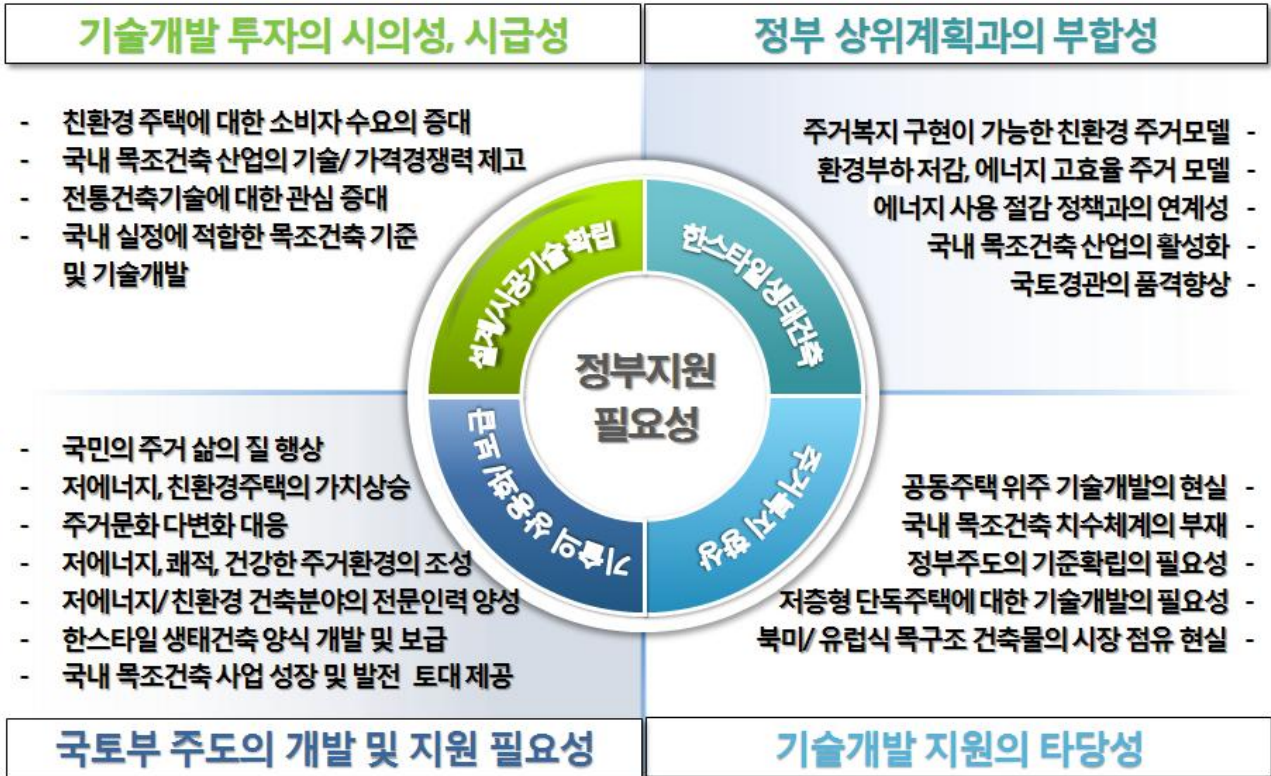 기술개발 투자의 시의성, 시급성
- 친환경 주택에 대한 소비자 수요의 증대
- 국내 목조건축 산업의 기술/ 가격경쟁력 제고
- 전통건축기술에 대한 관심 증대
- 국내 실정에 적합한 목조건축 기준
및 기술개발
정부 상위계획과의 부합성
주거복지 구현이 가능한 친환경 주거모델 -
환경부하 저감, 에너지 고효율 주거 모델 -
에너지 사용 절감 정책과의 연계성 -
국내 목조건축 산업의 활성화 -
국토경관의 품격향상 -
설계/시공기술 확립
한스타일 생태건축
정부지원
필요성
기술의 상용화/ 보급
주거복지 향상
- 국민의 주거 삶의 질 행상
- 저에너지, 친환경주택의 가치상승
- 주거문화 다변화 대응
- 저에너지, 쾌적, 건강한 주거환경의 조성
- 저에너지/ 친환경 건축분야의 전문인력 양성
- 한스타일 생태건축 양식 개발 및 보급
- 국내 목조건축 사업 성장 및 발전 토대 제공
국토부 주도의 개발 및 지원 필요성
공동주택 위주 기술개발의 현실 -
국내 목조건축 치수체계의 부재 -
정부주도의 기준확립의 필요성 -
저층형 단독주택에 대한 기술개발의 필요성 -
북미/ 유럽식 목구조 건축물의 시장 점유 현실 -
기술개발 지원의 타당성